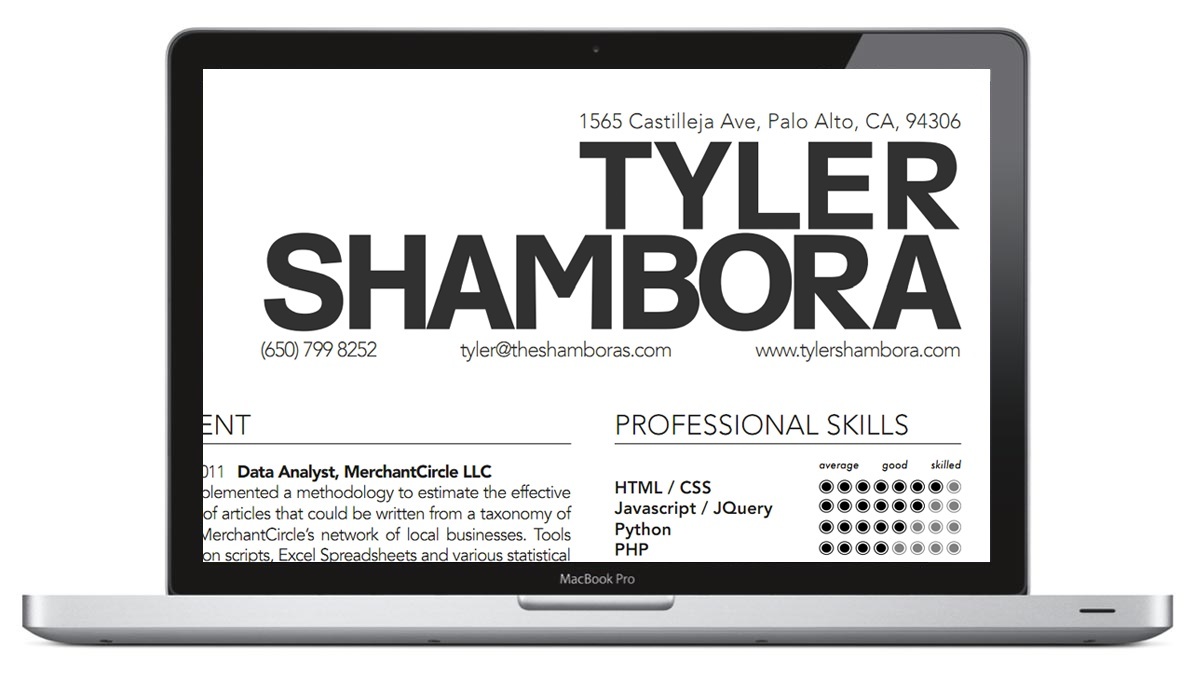 1565 Castilleja Ave, Palo Alto, CA, 94306
TYLER
SHAMBORA
(650) 799 8252 tyler@theshamboras.com www.tylershambora.com
ENT
011 Data Analyst, MerchantCircle LLC
plemented a methodology to estimate the effective
of articles that could be written from a taxonomy of
MerchantCircle’s network of local businesses. Tools
on scripts, Excel Spreadsheets and various statistical
PROFESSIONAL SKILLS
average good skilled
HTML / CSS
Javascript / JQuery
Python
PHP
MacBook Pro